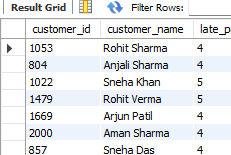 Result Grid Filter Rows:
customer_id customer_name late_p
1053 Rohit Sharma 4
804 Anjali Sharma 4
1022 Sneha Khan 5
1479 Rohit Verma 5
1669 Arjun Patil 4
2000 Aman Sharma 4
857 Sneha Das 4